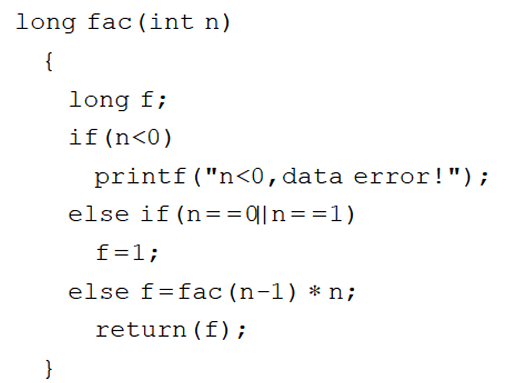 long fac(int n)
{
long f;
if(n<0)
printf("n<0,data error!");
else if(n==0||n==1)
f=1;
else f=fac(n-1)*n;
return(f);
}